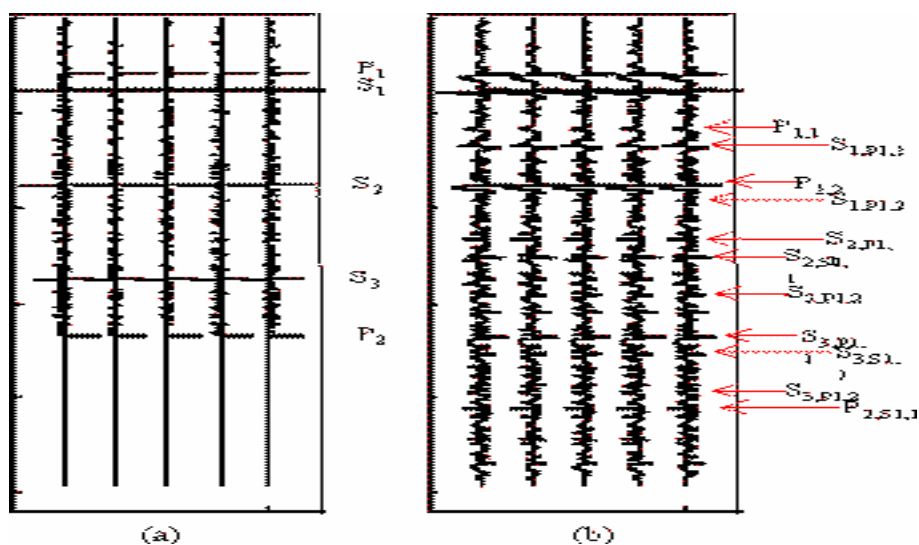 P1
S1
S2
S3
P2
P1,1
S1,P1,1
P1,2
S1,P1,2
S2,P1,
S2,S1,
1
S2,P1,2
S3,P1,
S3,S1,
S3,P1,2
P2,S1,1
(a)
(b)